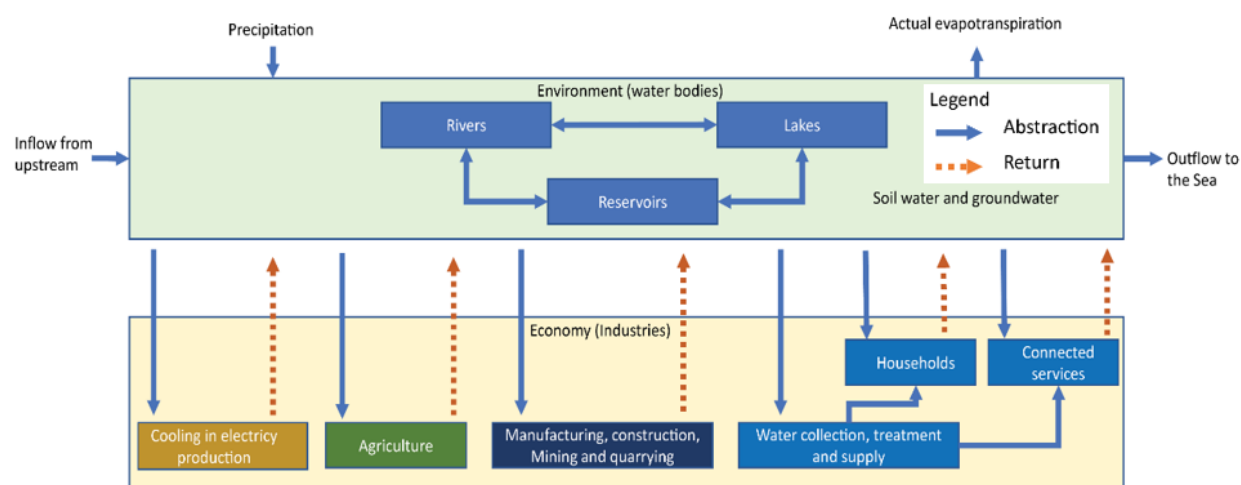 Precipitation
Actual evapotranspiration
Environment (water bodies)
Legend
Rivers
Lakes
Abstraction
Inflow from
upstream
Return
Outflow to
the Sea
Reservoirs
Soil water and groundwater
Economy (Industries)
Households
Connected
services
Cooling in electricy
production
Agriculture
Manufacturing, construction,
Mining and quarrying
Water collection, treatment
and supply